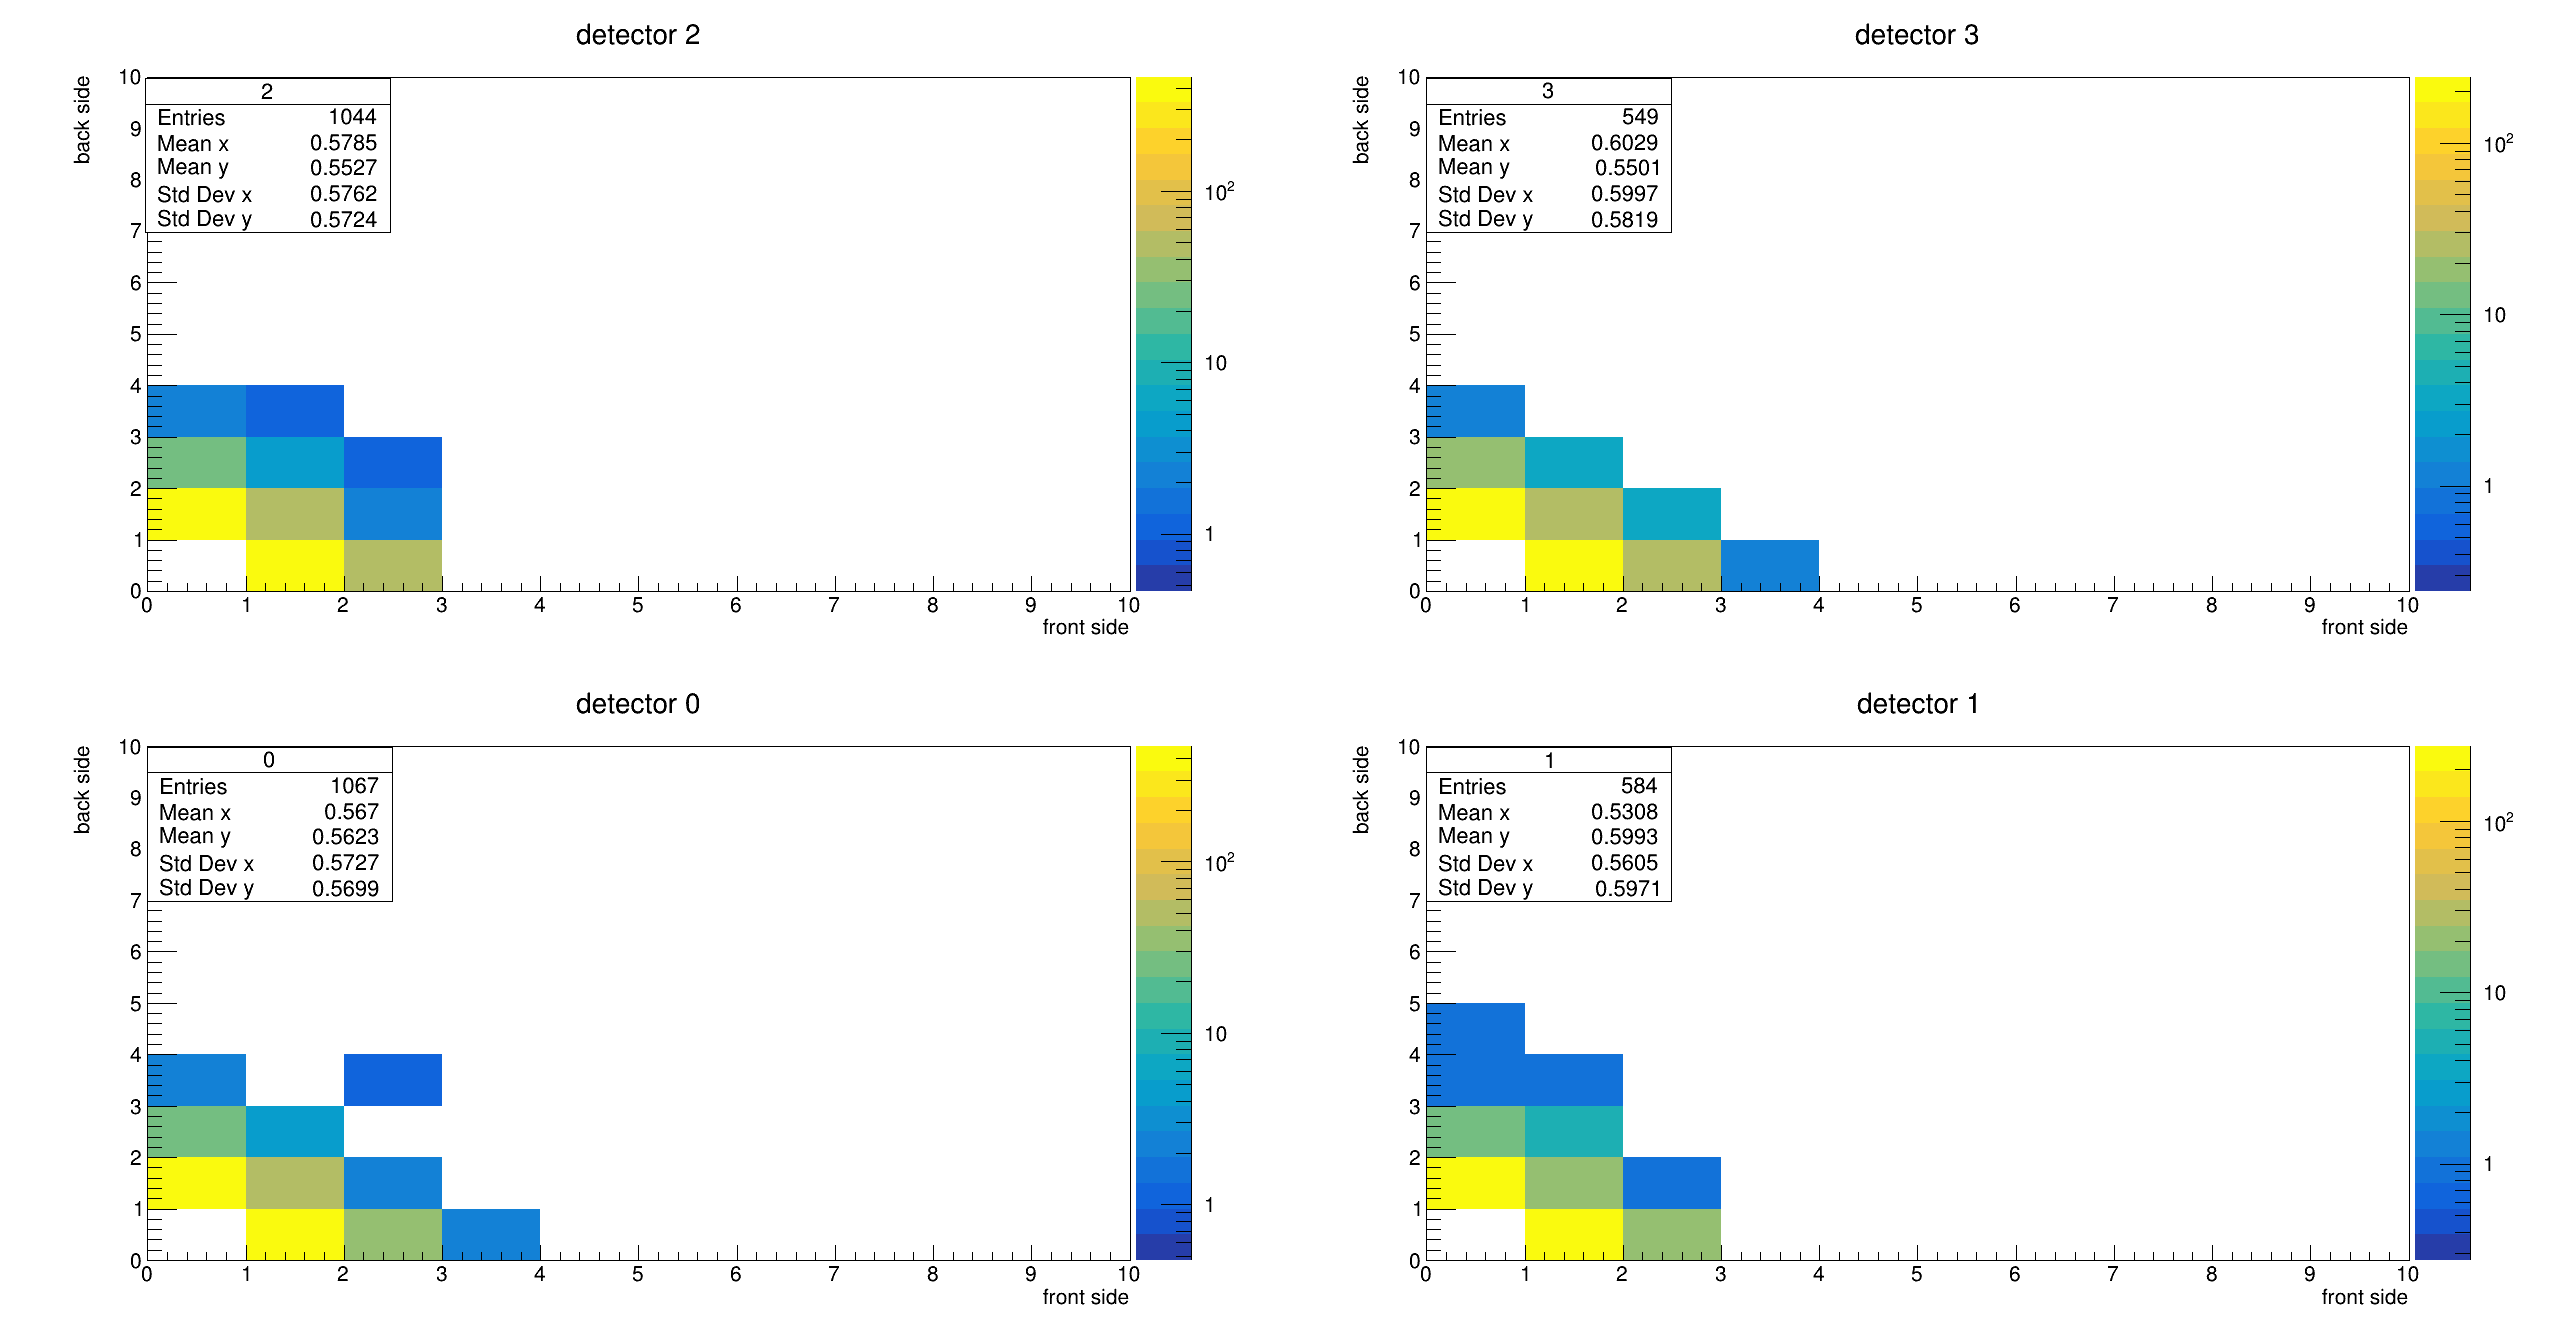 detector 2
back side
10
9
8
7
6
5
4
3
2
1
0
2
Entries 1044
Mean x 0.5785
Mean y 0.5527
Std Dev x 0.5762
Std Dev y 0.5724
0 1 2 3 4 5 6 7 8 9 10
front side
10²
10
1
detector 3
back side
10
9
8
7
6
5
4
3
2
1
0
3
Entries 549
Mean x 0.6029
Mean y 0.5501
Std Dev x 0.5997
Std Dev y 0.5819
0 1 2 3 4 5 6 7 8 9 10
front side
10²
10
1
detector 0
back side
10
9
8
7
6
5
4
3
2
1
0
0
Entries 1067
Mean x 0.567
Mean y 0.5623
Std Dev x 0.5727
Std Dev y 0.5699
0 1 2 3 4 5 6 7 8 9 10
front side
10²
10
1
detector 1
back side
10
9
8
7
6
5
4
3
2
1
0
1
Entries 584
Mean x 0.5308
Mean y 0.5993
Std Dev x 0.5605
Std Dev y 0.5971
0 1 2 3 4 5 6 7 8 9 10
front side
10²
10
1